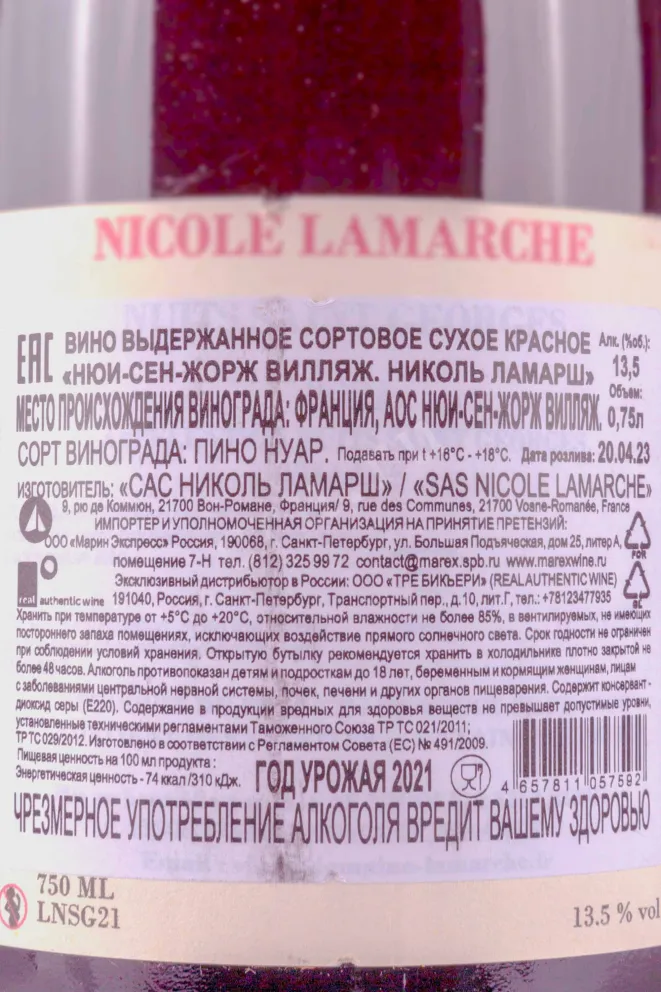 NICOLE LAMARCHE
EAC
ВИНО ВЫДЕРЖАННОЕ СОРТОВОЕ СУХОЕ КРАСНОЕ
«НЮИ-СЕН-ЖОРЖ ВИЛЛЯЖ. НИКОЛЬ ЛАМАРШ»
Алк. (%об.):
13,5
Объем:
0,75л
МЕСТО ПРОИСХОЖДЕНИЯ ВИНОГРАДА: ФРАНЦИЯ, АОС НЮИ-СЕН-ЖОРЖ ВИЛЛЯЖ.
СОРТ ВИНОГРАДА: ПИНО НУАР. Подавать при t +16°C - +18°C. Дата розлива: 20.04.23
ИЗГОТОВИТЕЛЬ: «САС НИКОЛЬ ЛАМАРШ» / «SAS NICOLE LAMARCHE»
9, рю де Коммюн, 21700 Вон-Романе, Франция/ 9, rue des Communes, 21700 Vosne-Romanée, France
ИМПОРТЕР И УПОЛНОМОЧЕННАЯ ОРГАНИЗАЦИЯ НА ПРИНЯТИЕ ПРЕТЕНЗИЙ:
ООО «Марин Экспресс» Россия, 190068, г. Санкт-Петербург, ул. Большая Подъяческая, дом 25, литер А,
помещение 7-Н тел. (812) 325 99 72 contact@marex.spb.ru www.marexwine.ru
Эксклюзивный дистрибьютор в России: ООО «ТРЕ БИКЬЕРИ» (REAL AUTHENTIC WINE)
real authentic wine 191040, Россия, г. Санкт-Петербург, Транспортный пер., д.10, лит.Г, тел.: +78123477935
FOR
GL
Хранить при температуре от +5°C до +20°C, относительной влажности не более 85%, в вентилируемых, не имеющих
постороннего запаха помещениях, исключающих воздействие прямого солнечного света. Срок годности не ограничен
при соблюдении условий хранения. Открытую бутылку рекомендуется хранить в холодильнике плотно закрытой не
более 48 часов. Алкоголь противопоказан детям и подросткам до 18 лет, беременным и кормящим женщинам, лицам
с заболеваниями центральной нервной системы, почек, печени и других органов пищеварения. Содержит консервант -
диоксид серы (Е220). Содержание в продукции вредных для здоровья веществ не превышает допустимые уровни,
установленные техническими регламентами Таможенного Союза ТР ТС 021/2011;
ТР ТС 029/2012. Изготовлено в соответствии с Регламентом Совета (ЕС) № 491/2009.
Пищевая ценность на 100 мл продукта :
Энергетическая ценность - 74 ккал /310 кДж.
ГОД УРОЖАЯ 2021
4 657811 057592
ЧРЕЗМЕРНОЕ УПОТРЕБЛЕНИЕ АЛКОГОЛЯ ВРЕДИТ ВАШЕМУ ЗДОРОВЬЮ
750 ML
LNSG21
13.5 % vol